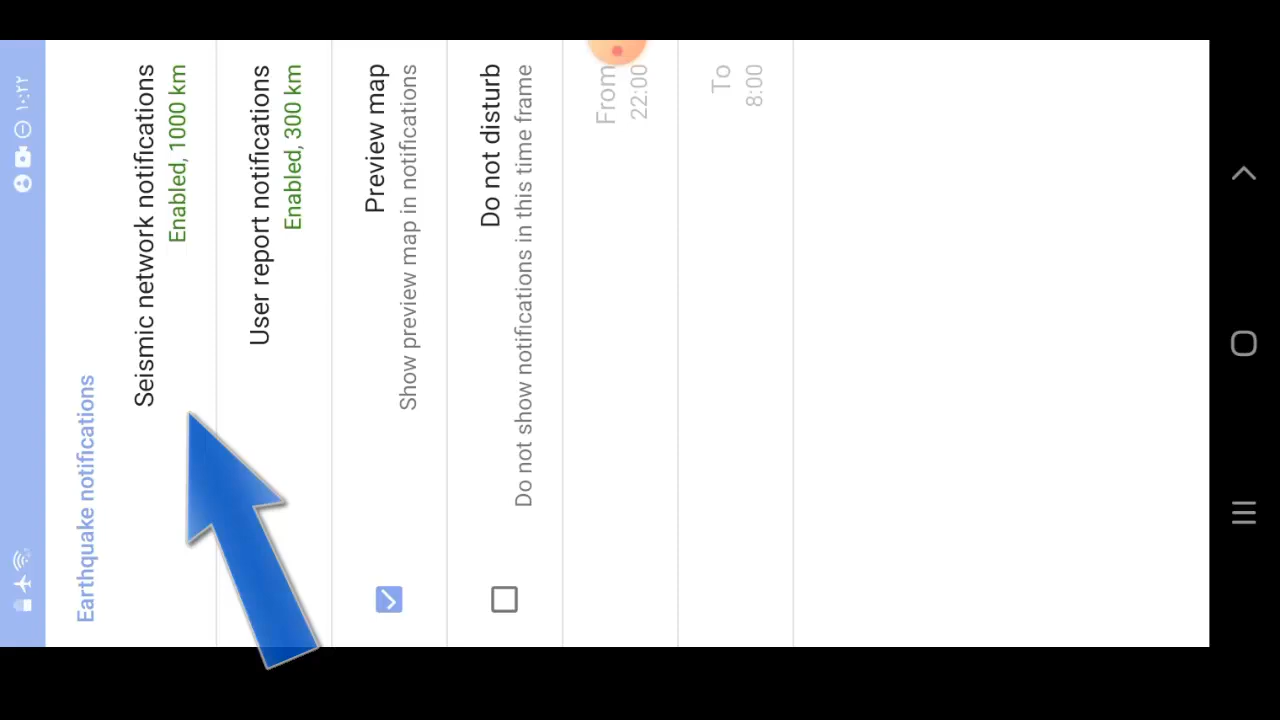 ١٠:٢٢
Earthquake notifications
Seismic network notifications
Enabled, 1000 km
User report notifications
Enabled, 300 km
Preview map
Show preview map in notifications
Do not disturb
Do not show notifications in this time frame
From
22:00
To
8:00